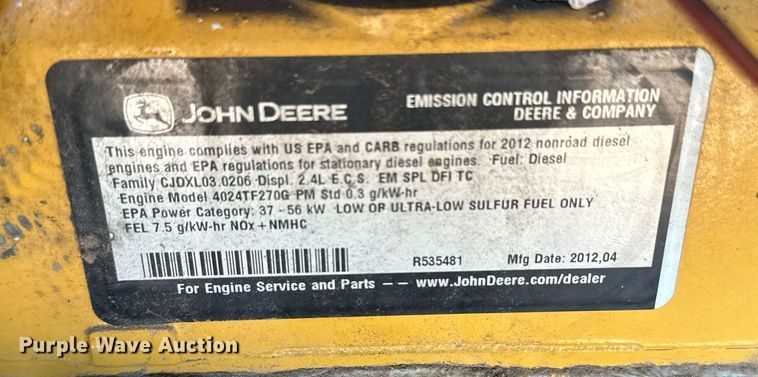 JOHN DEERE
EMISSION CONTROL INFORMATION
DEERE & COMPANY
This engine complies with US EPA and CARB regulations for 2012 nonroad diesel
engines and EPA regulations for stationary diesel engines. Fuel: Diesel
Family CJDXL03.0206 Displ. 2.4L E.C.S. EM SPL DFI TC
Engine Model 4024TF270G PM Std 0.3 g/kW-hr
EPA Power Category: 37 - 56 kW LOW OR ULTRA-LOW SULFUR FUEL ONLY
FEL 7.5 g/kW-hr NOx + NMHC
R535481 Mfg Date: 2012,04
For Engine Service and Parts – – www.JohnDeere.com/dealer
Purple Wave Auction